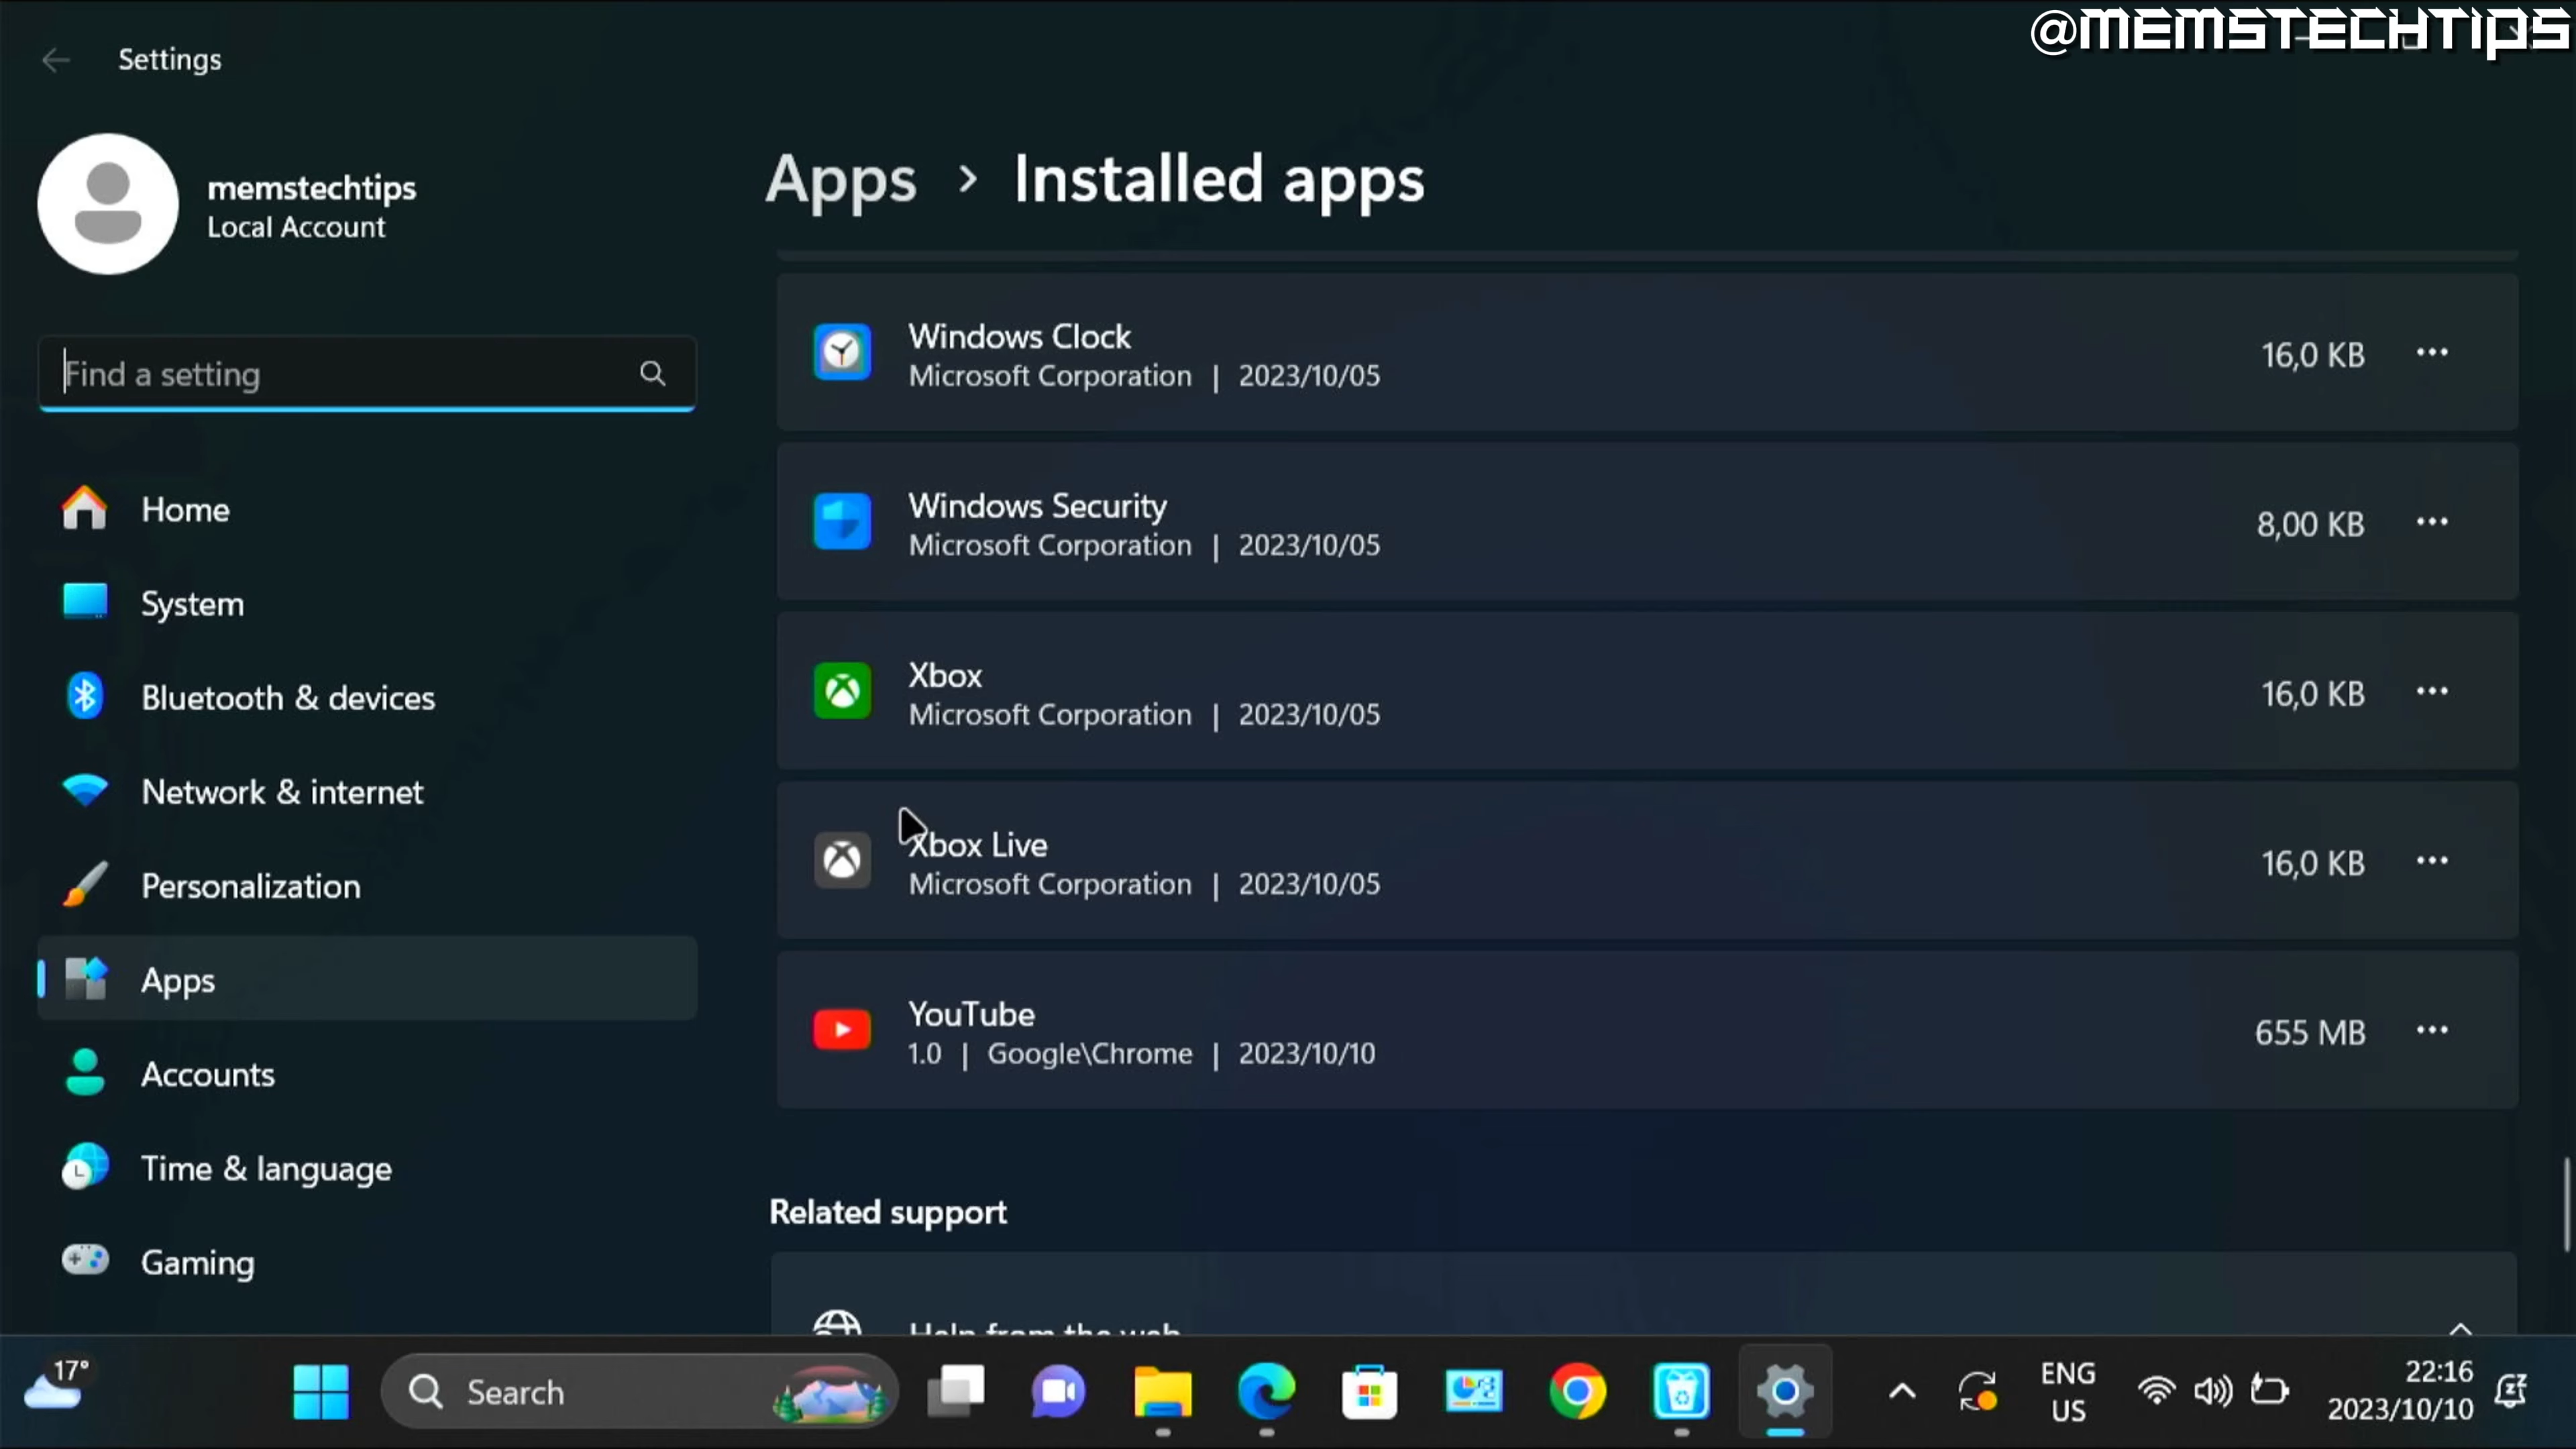 @MEMSTECHTIPS
Settings
memstechtips
Local Account
Find a setting
Home
System
Bluetooth & devices
Network & internet
Personalization
Apps
Accounts
Time & language
Gaming
Apps > Installed apps
Windows Clock
Microsoft Corporation | 2023/10/05
16,0 KB
Windows Security
Microsoft Corporation | 2023/10/05
8,00 KB
Xbox
Microsoft Corporation | 2023/10/05
16,0 KB
Xbox Live
Microsoft Corporation | 2023/10/05
16,0 KB
YouTube
1.0 | Google\Chrome | 2023/10/10
655 MB
Related support
Help from the web
17°
Search
ENG
US
22:16
2023/10/10